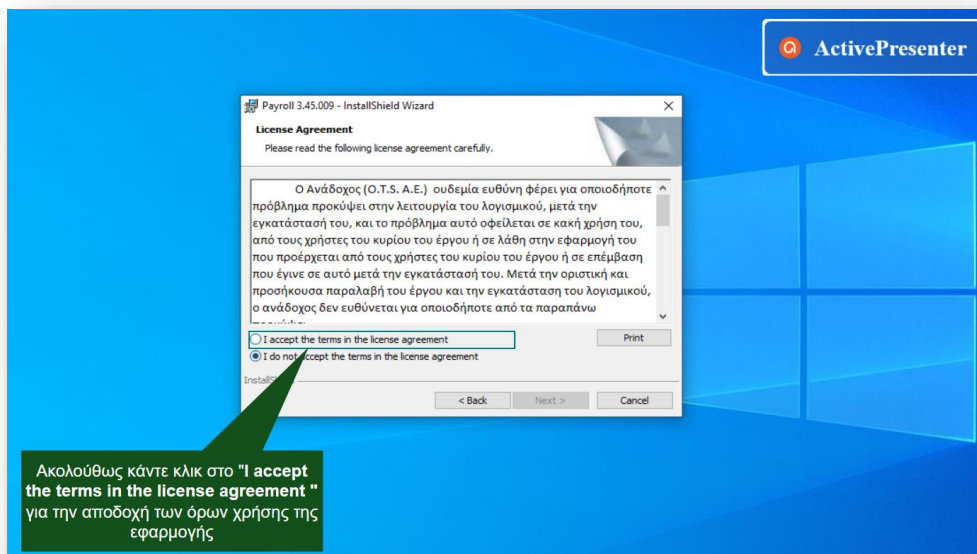 ActivePresenter
Payroll 3.45.009 - InstallShield Wizard
License Agreement
Please read the following license agreement carefully.
Ο Ανάδοχος (O.T.S. A.E.) ουδεμία ευθύνη φέρει για οποιοδήποτε
πρόβλημα προκύψει στην λειτουργία του λογισμικού, μετά την
εγκατάστασή του, και το πρόβλημα αυτό οφείλεται σε κακή χρήση του,
από τους χρήστες του κυρίου του έργου ή σε λάθη στην εφαρμογή του
που προέρχεται από τους χρήστες του κυρίου του έργου ή σε επέμβαση
που έγινε σε αυτό μετά την εγκατάστασή του. Μετά την οριστική και
προσήκουσα παραλαβή του έργου και την εγκατάσταση του λογισμικού,
ο ανάδοχος δεν ευθύνεται για οποιοδήποτε από τα παραπάνω
I accept the terms in the license agreement
Print
I do not accept the terms in the license agreement
< Back
Next >
Cancel
Ακολούθως κάντε κλικ στο "I accept
the terms in the license agreement "
για την αποδοχή των όρων χρήσης της
εφαρμογής